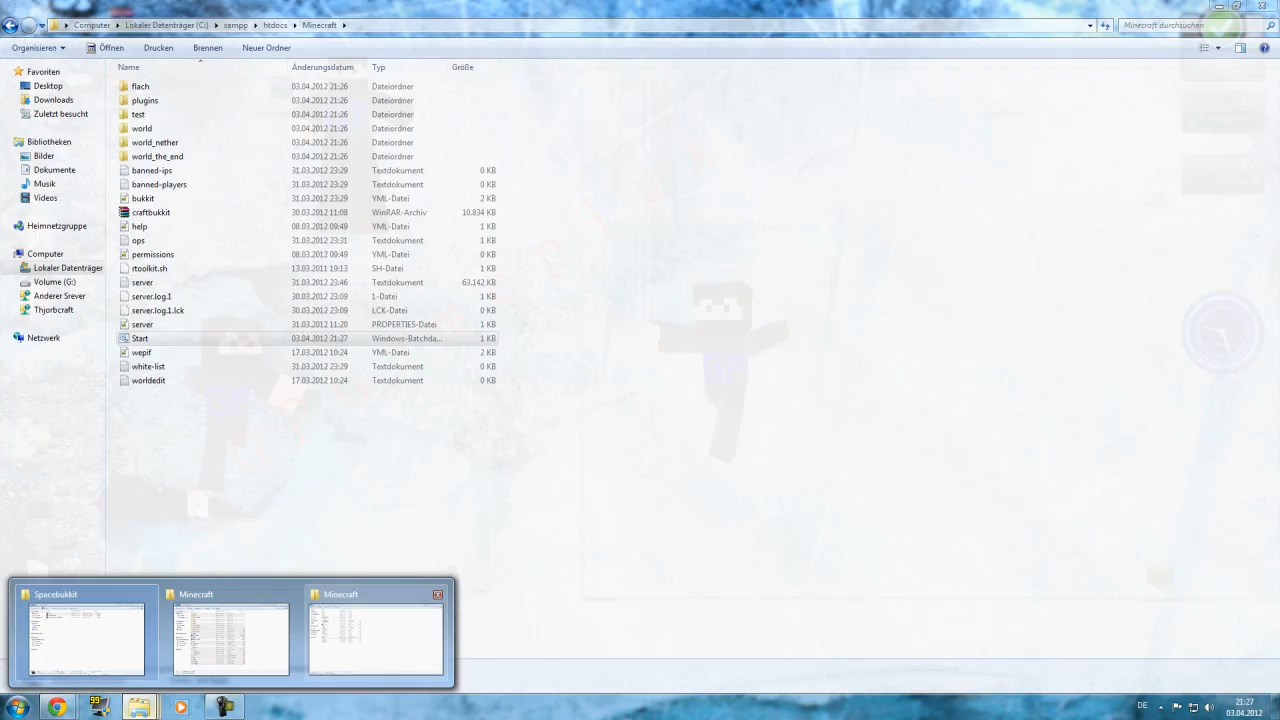 Computer ▸ Lokaler Datenträger (C:) ▸ xampp ▸ htdocs ▸ Minecraft ▸ Minecraft durchsuchen
Organisieren ▾ Öffnen Drucken Brennen Neuer Ordner
Name Änderungsdatum Typ Größe
Favoriten
Desktop
Downloads
Zuletzt besucht
Bibliotheken
Bilder
Dokumente
Musik
Videos
Heimnetzgruppe
Computer
Lokaler Datenträger
Volume (G:)
Anderer Srever
Thjorbcraft
Netzwerk
flach 03.04.2012 21:26 Dateiordner
plugins 03.04.2012 21:26 Dateiordner
test 03.04.2012 21:26 Dateiordner
world 03.04.2012 21:26 Dateiordner
world_nether 03.04.2012 21:26 Dateiordner
world_the_end 03.04.2012 21:26 Dateiordner
banned-ips 31.03.2012 23:29 Textdokument 0 KB
banned-players 31.03.2012 23:29 Textdokument 0 KB
bukkit 31.03.2012 23:29 YML-Datei 2 KB
craftbukkit 30.03.2012 11:08 WinRAR-Archiv 10.834 KB
help 08.03.2012 09:49 YML-Datei 1 KB
ops 31.03.2012 23:31 Textdokument 1 KB
permissions 08.03.2012 09:49 YML-Datei 1 KB
rtoolkit.sh 13.03.2011 19:13 SH-Datei 1 KB
server 31.03.2012 23:46 Textdokument 63.142 KB
server.log.1 30.03.2012 23:09 1-Datei 1 KB
server.log.1.lck 30.03.2012 23:09 LCK-Datei 0 KB
server 31.03.2012 11:20 PROPERTIES-Datei 1 KB
Start 03.04.2012 21:27 Windows-Batchda... 1 KB
wepif 17.03.2012 10:24 YML-Datei 2 KB
white-list 31.03.2012 23:29 Textdokument 0 KB
worldedit 17.03.2012 10:24 Textdokument 0 KB
Spacebukkit Minecraft Minecraft
99
DE
21:27
03.04.2012